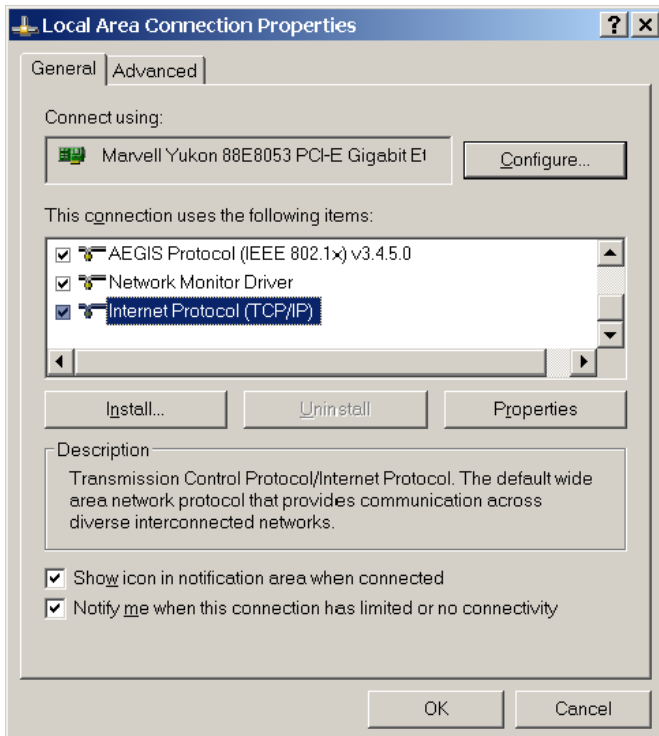 Local Area Connection Properties
General
Advanced
Connect using:
Marvell Yukon 88E8053 PCI-E Gigabit Et
Configure...
This connection uses the following items:
AEGIS Protocol (IEEE 802.1x) v3.4.5.0
Network Monitor Driver
Internet Protocol (TCP/IP)
Install...
Uninstall
Properties
Description
Transmission Control Protocol/Internet Protocol. The default wide
area network protocol that provides communication across
diverse interconnected networks.
Show icon in notification area when connected
Notify me when this connection has limited or no connectivity
OK
Cancel